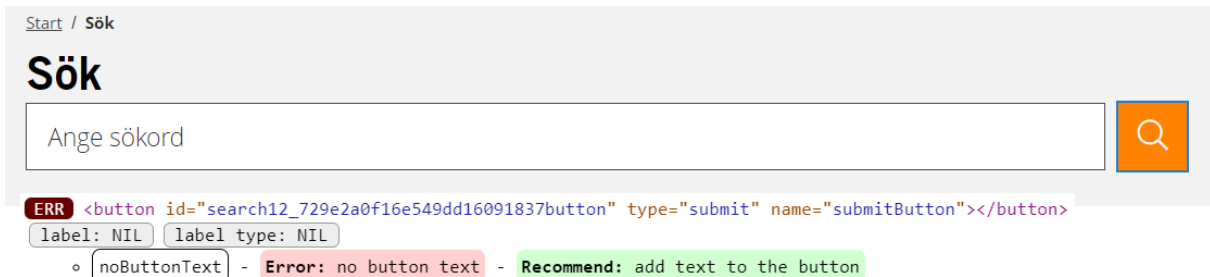 Start / Sök
Sök
Ange sökord
ERR <button id="search12_729e2a0f16e549dd16091837button" type="submit" name="submitButton"></button>
label: NIL label type: NIL
noButtonText - Error: no button text - Recommend: add text to the button